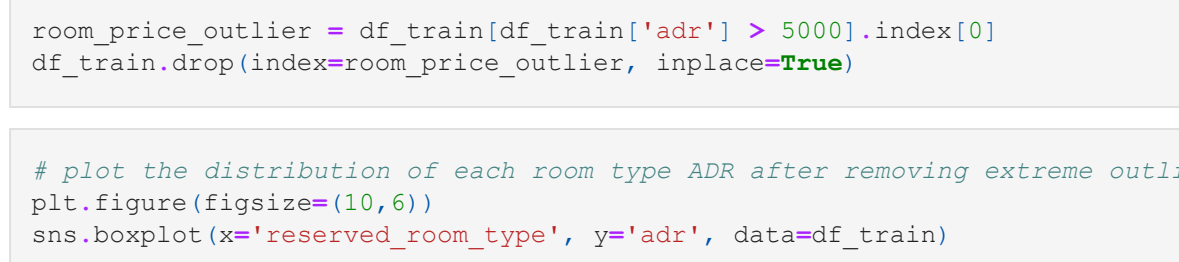 room_price_outlier = df_train[df_train['adr'] > 5000].index[0]
df_train.drop(index=room_price_outlier, inplace=True)
# plot the distribution of each room type ADR after removing extreme
plt.figure(figsize=(10,6))
sns.boxplot(x='reserved_room_type', y='adr', data=df_train)